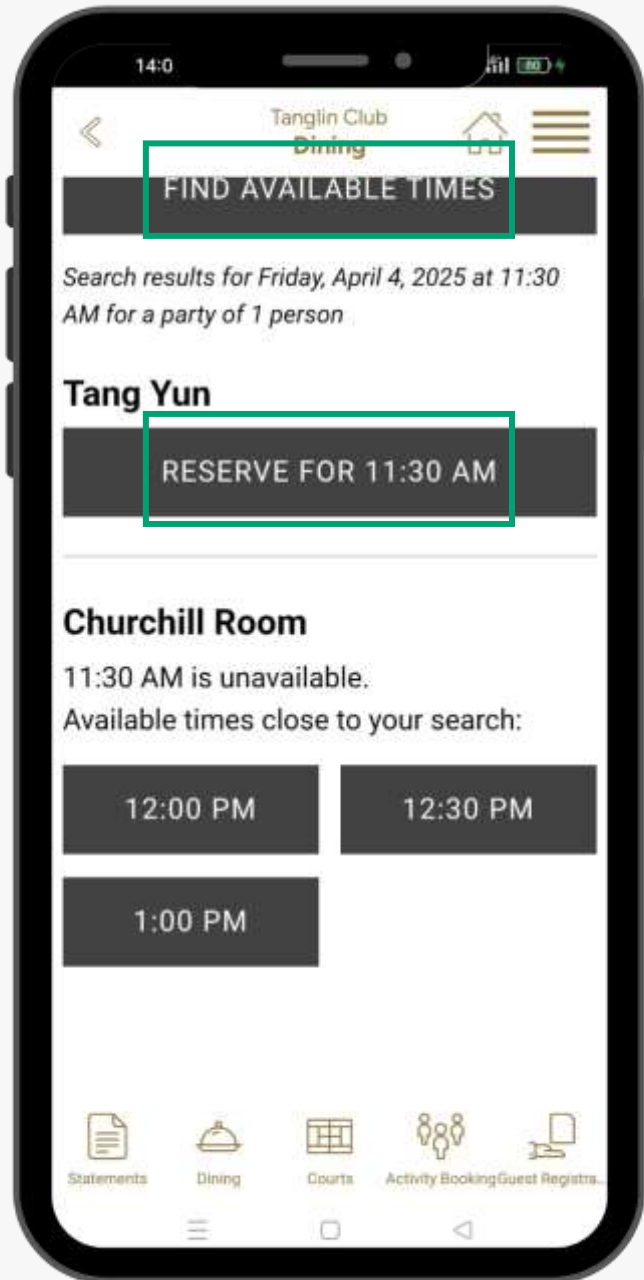 14:0
80
Tanglin Club
Dining
FIND AVAILABLE TIMES
Search results for Friday, April 4, 2025 at 11:30
AM for a party of 1 person
Tang Yun
RESERVE FOR 11:30 AM
Churchill Room
11:30 AM is unavailable.
Available times close to your search:
12:00 PM 12:30 PM
1:00 PM
Statements Dining Courts Activity Booking Guest Registra...